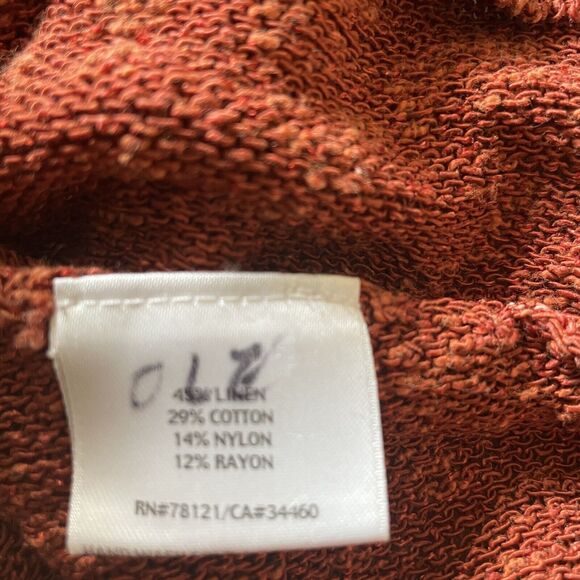 45% LINEN
29% COTTON
14% NYLON
12% RAYON
RN#78121/CA#34460